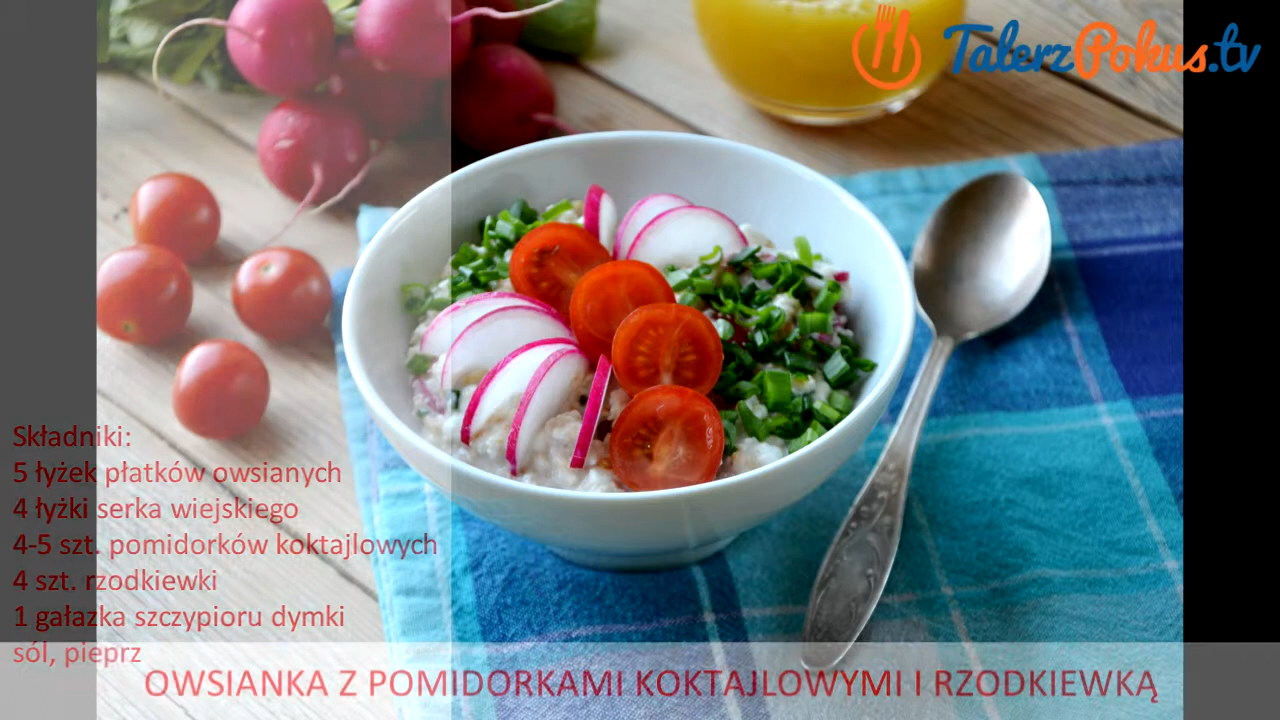 TalerzPokus.tv
Składniki:
5 łyżek płatków owsianych
4 łyżki serka wiejskiego
4-5 szt. pomidorków koktajlowych
4 szt. rzodkiewki
1 gałazka szczypioru dymki
sól, pieprz
OWSIANKA Z POMIDORKAMI KOKTAJLOWYMI I RZODKIEWKĄ